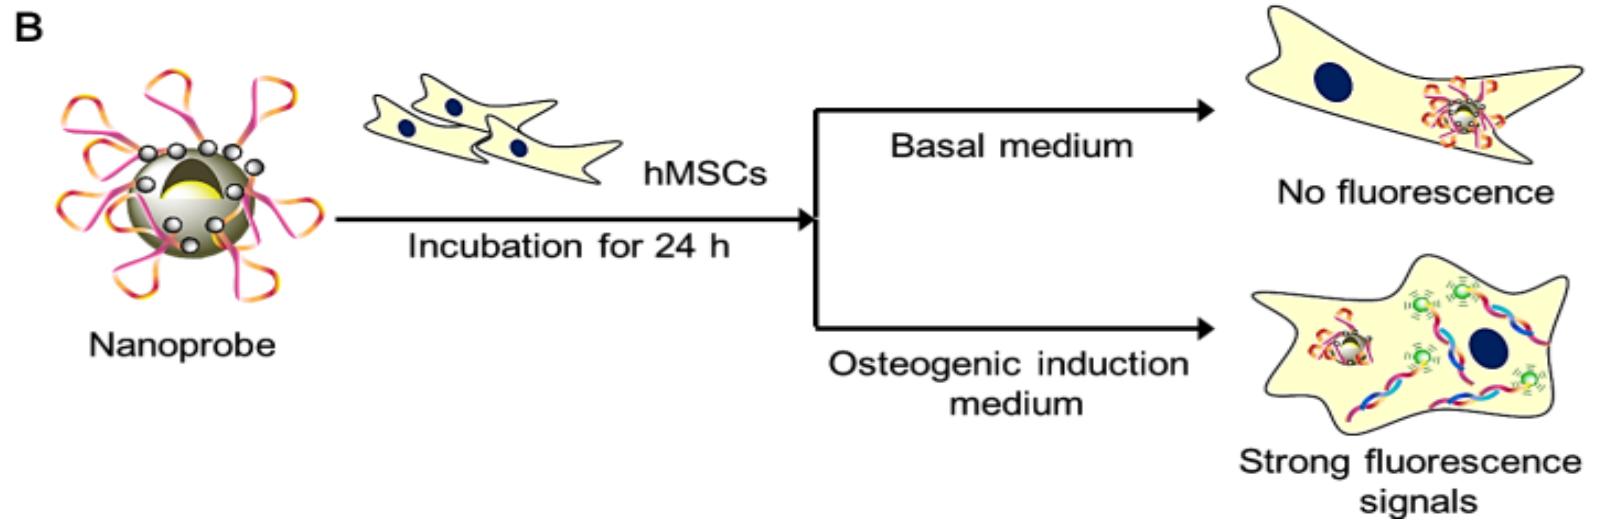 B
Nanoprobe
hMSCs
Incubation for 24 h
Basal medium
No fluorescence
Osteogenic induction
medium
Strong fluorescence
signals